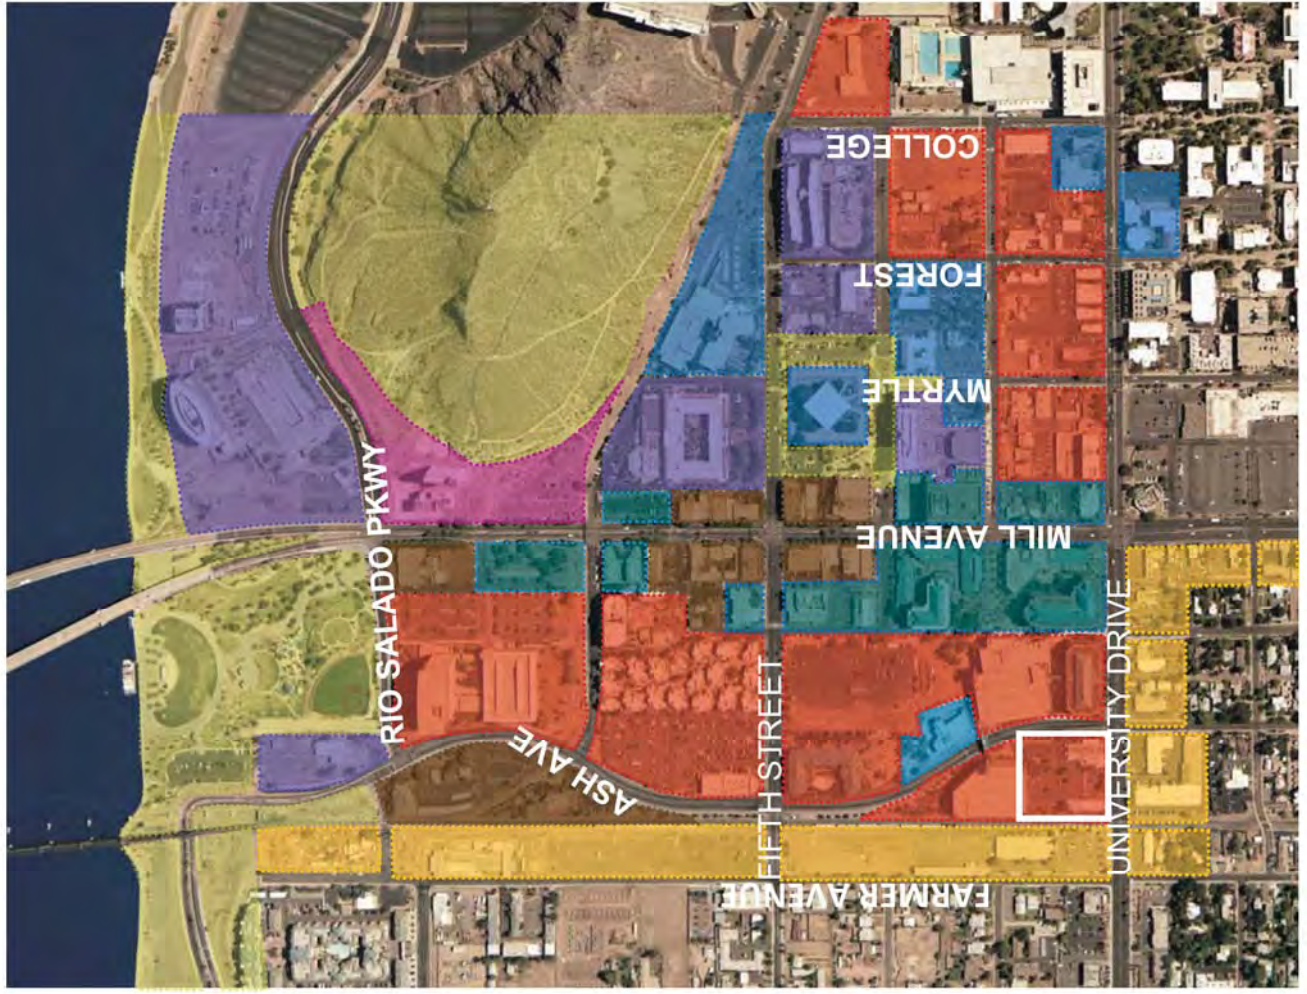 COLLEGE
FOREST
MYRTLE
MILL AVENUE
RIO SALADO PKWY
ASH AVE
FIFTH STREET
UNIVERSITY DRIVE
FARMER AVENUE